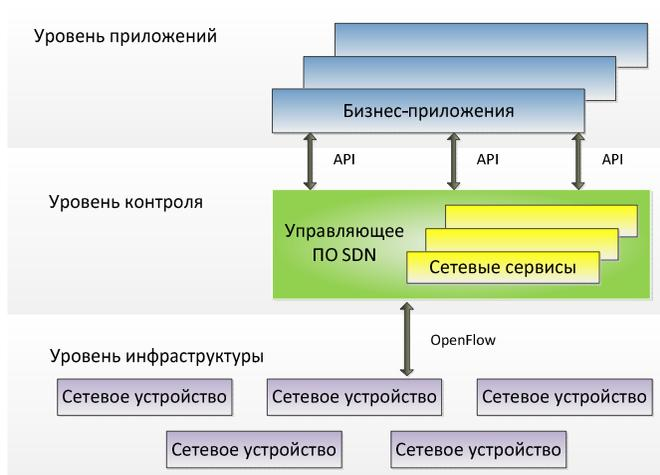 Уровень приложений
Бизнес-приложения
API
API
API
Уровень контроля
Управляющее
ПО SDN
Сетевые сервисы
OpenFlow
Уровень инфраструктуры
Сетевое устройство
Сетевое устройство
Сетевое устройство
Сетевое устройство
Сетевое устройство